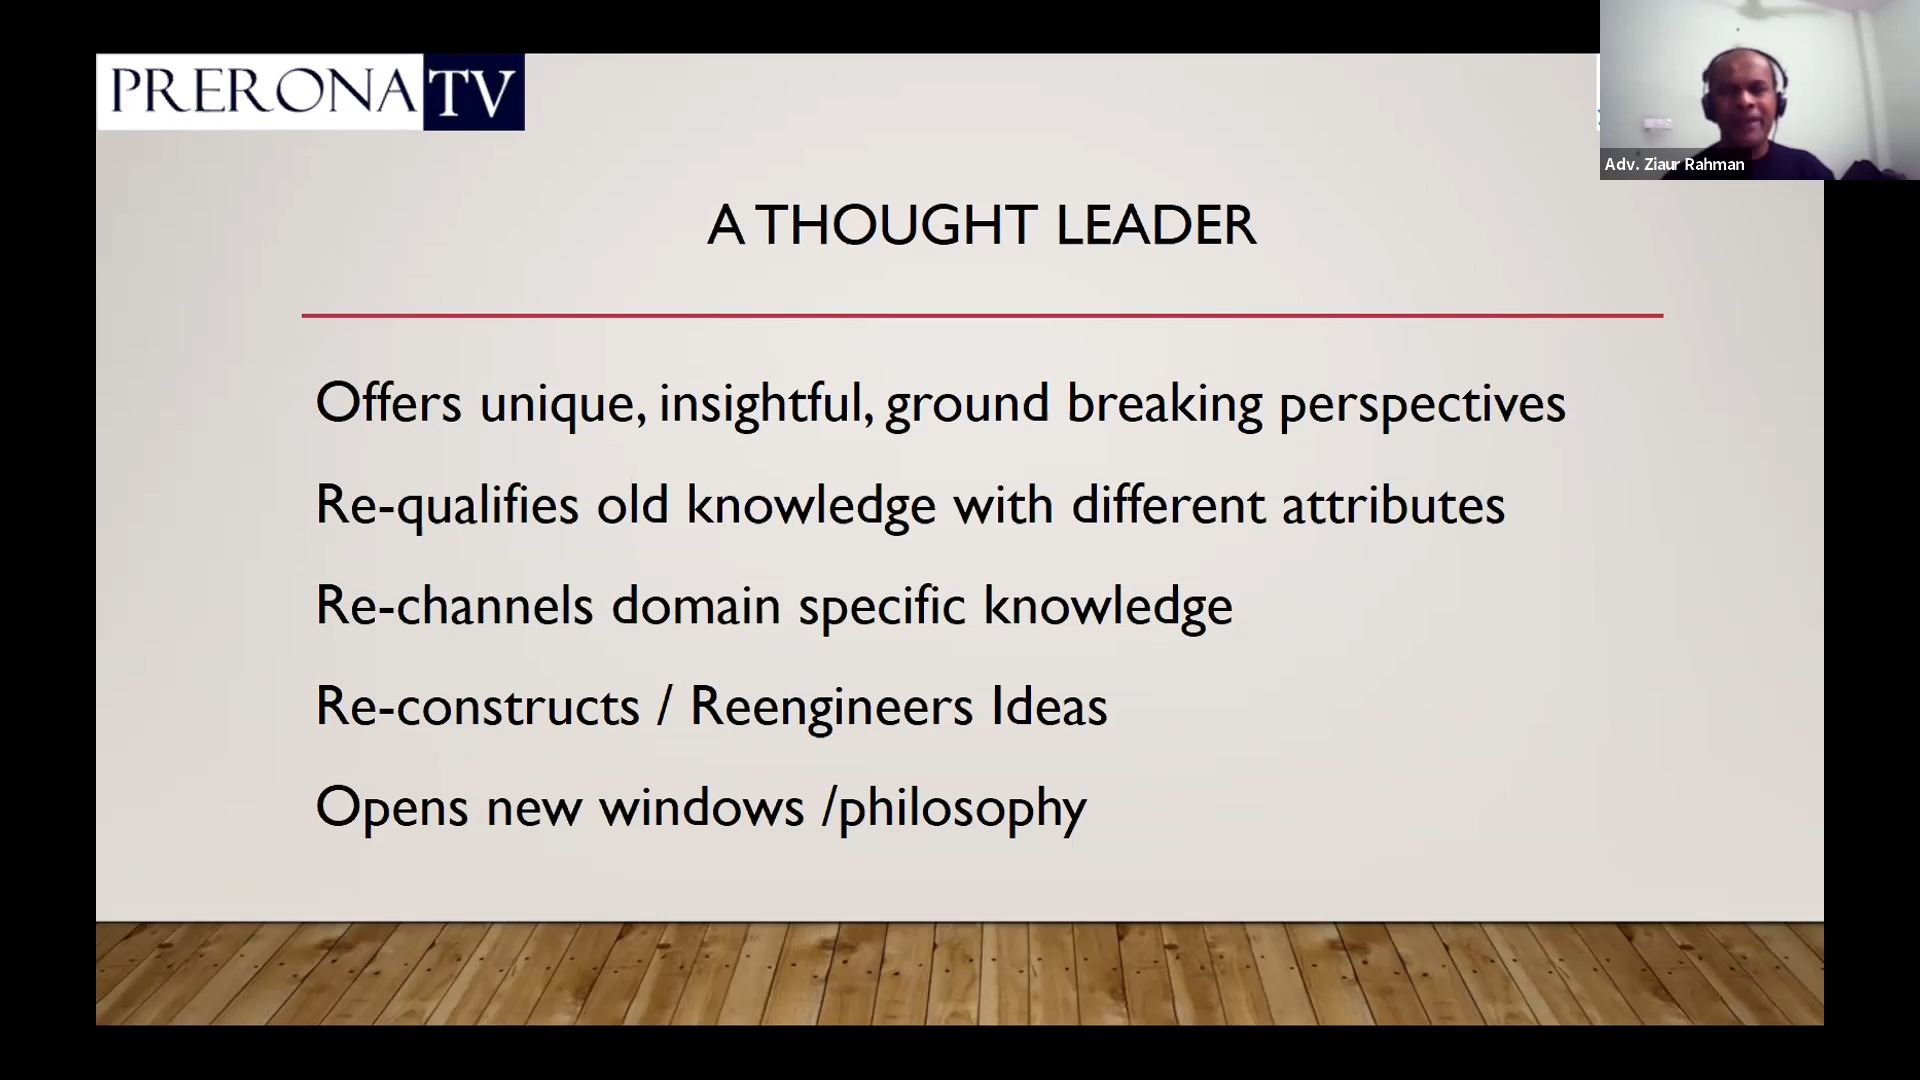 PRERONA TV
Adv. Ziaur Rahman
A THOUGHT LEADER
Offers unique, insightful, ground breaking perspectives
Re-qualifies old knowledge with different attributes
Re-channels domain specific knowledge
Re-constructs / Reengineers Ideas
Opens new windows /philosophy